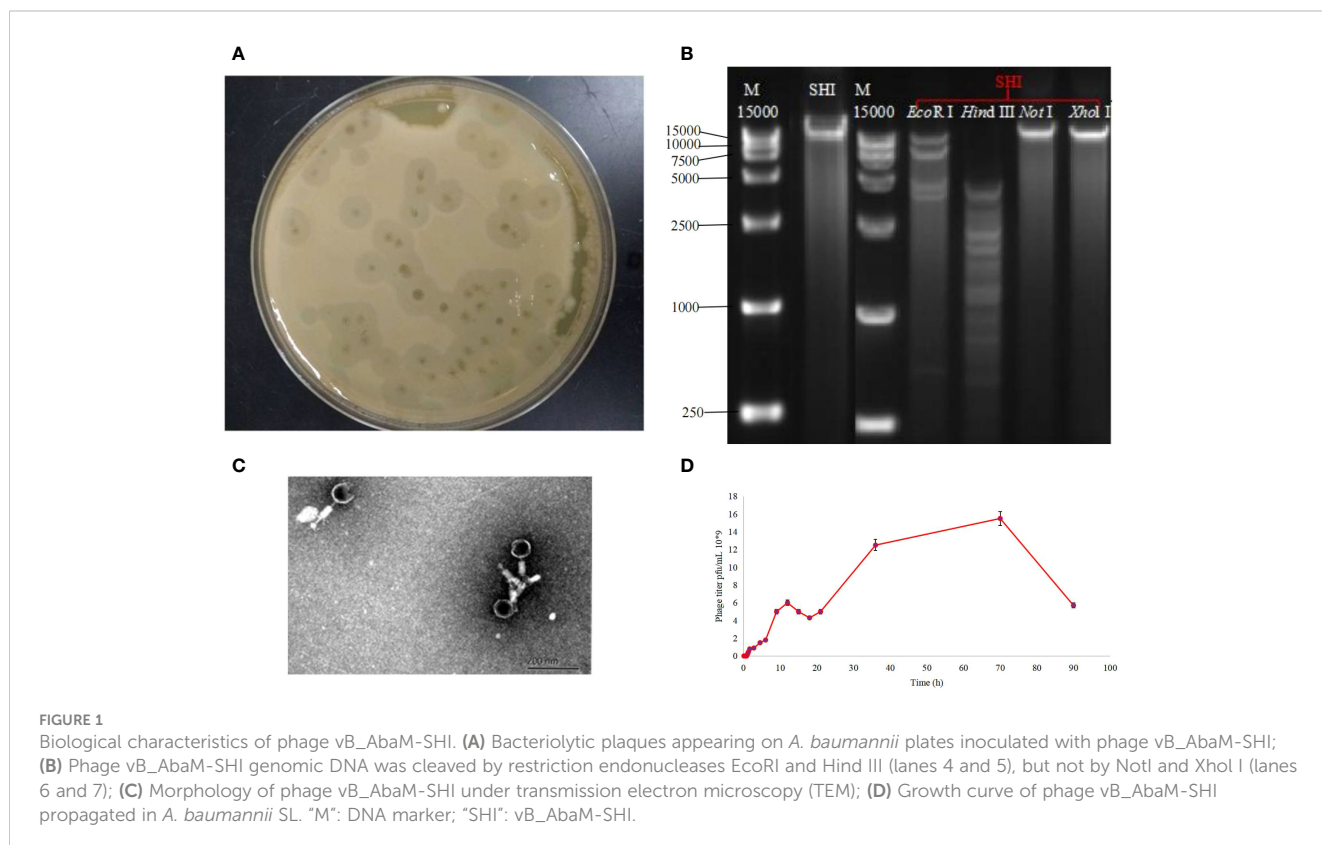 A
B
SHI
M SHI M
15000 15000 EcoR I Hind III Not I Xhol I
15000
10000
7500
5000
2500
1000
250
C
200 nm
D
18
16
14
12
10
8
6
4
2
0
Phage titer pfu/mL 10*9
0 10 20 30 40 50 60 70 80 90 100
Time (h)
FIGURE 1
Biological characteristics of phage vB_AbaM-SHI. (A) Bacteriolytic plaques appearing on A. baumannii plates inoculated with phage vB_AbaM-SHI;
(B) Phage vB_AbaM-SHI genomic DNA was cleaved by restriction endonucleases EcoRI and Hind III (lanes 4 and 5), but not by NotI and Xhol I (lanes
6 and 7); (C) Morphology of phage vB_AbaM-SHI under transmission electron microscopy (TEM); (D) Growth curve of phage vB_AbaM-SHI
propagated in A. baumannii SL. “M”: DNA marker; “SHI”: vB_AbaM-SHI.